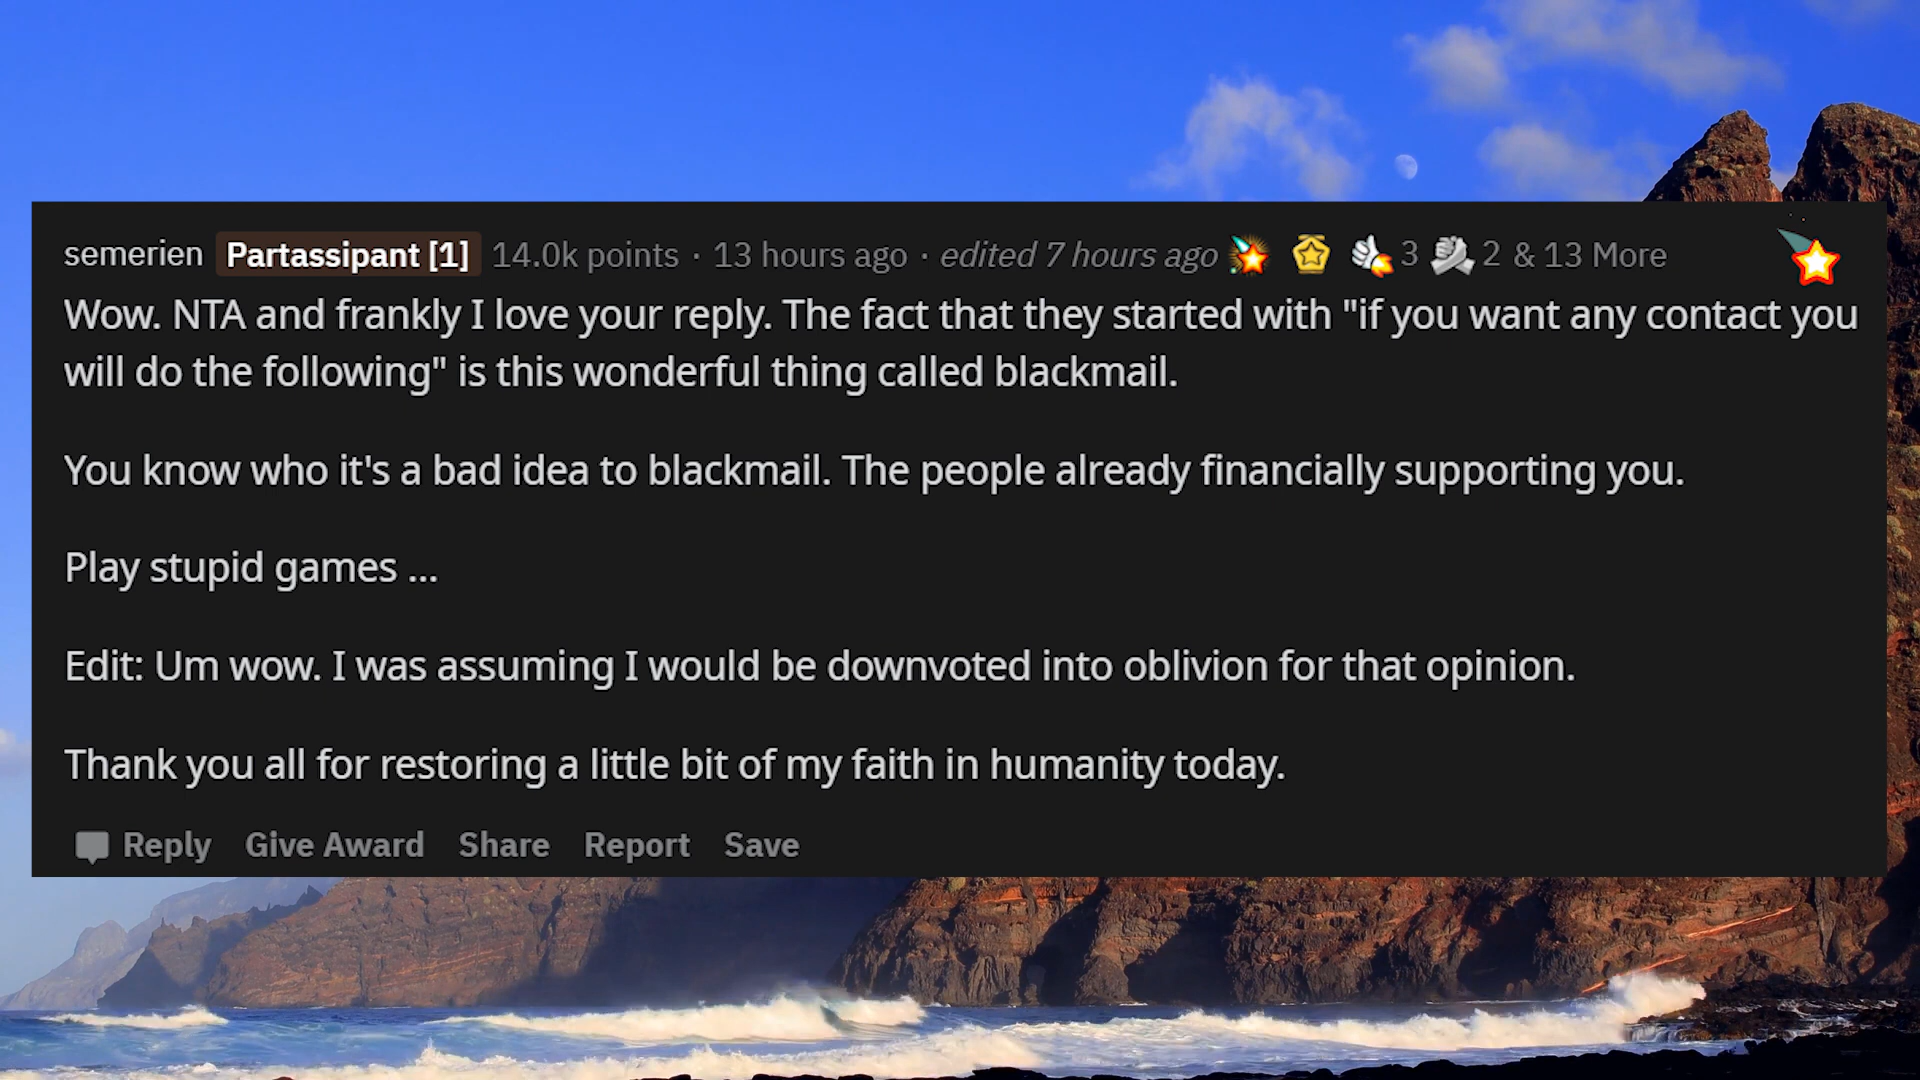 semerien Partassipant [1] 14.0k points · 13 hours ago · edited 7 hours ago 3 2 & 13 More
Wow. NTA and frankly I love your reply. The fact that they started with "if you want any contact you
will do the following" is this wonderful thing called blackmail.
You know who it's a bad idea to blackmail. The people already financially supporting you.
Play stupid games ...
Edit: Um wow. I was assuming I would be downvoted into oblivion for that opinion.
Thank you all for restoring a little bit of my faith in humanity today.
Reply Give Award Share Report Save